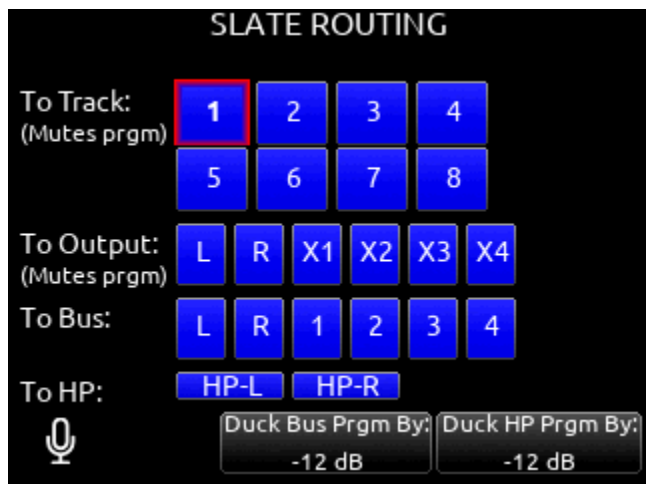 SLATE ROUTING
To Track:
(Mutes prgm)
1 2 3 4
5 6 7 8
To Output:
(Mutes prgm)
L R X1 X2 X3 X4
To Bus:
L R 1 2 3 4
To HP:
HP-L HP-R
Duck Bus Prgm By: Duck HP Prgm By:
-12 dB -12 dB